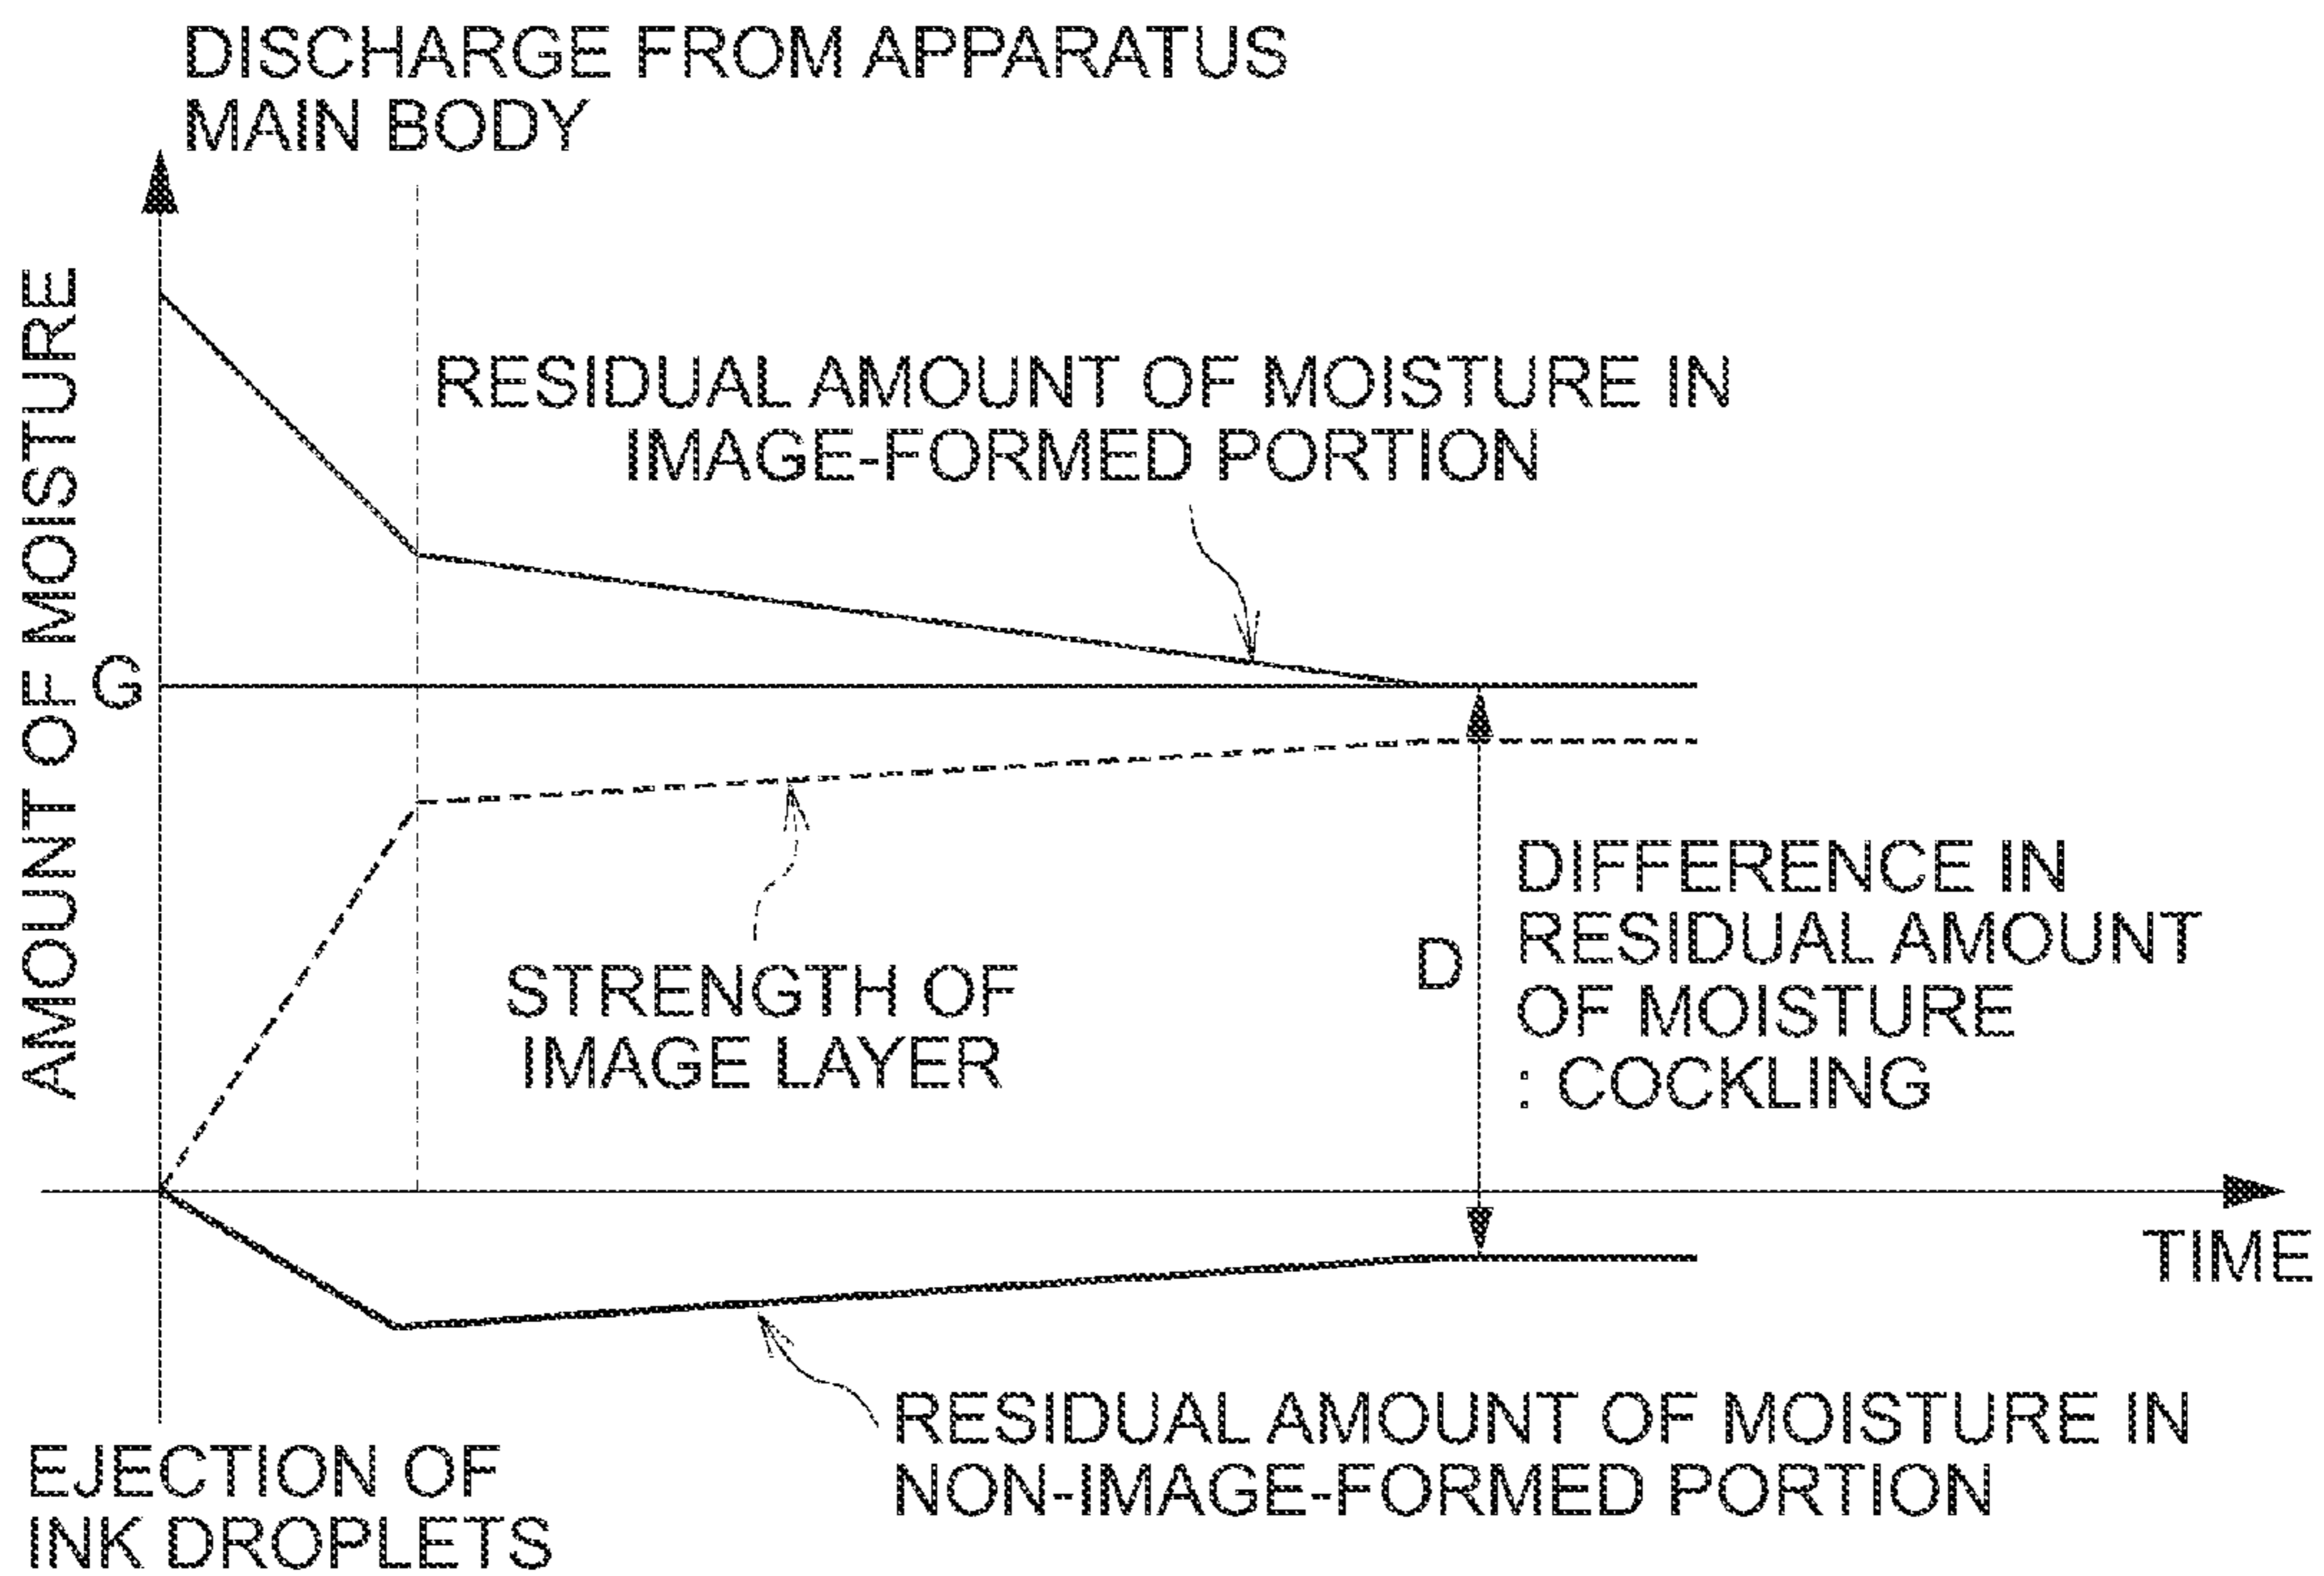 DISCHARGE FROM APPARATUS
MAIN BODY
AMOUNT OF MOISTURE
RESIDUAL AMOUNT OF MOISTURE IN
IMAGE-FORMED PORTION
G
STRENGTH OF
IMAGE LAYER
D
DIFFERENCE IN
RESIDUAL AMOUNT
OF MOISTURE
: COCKLING
TIME
RESIDUAL AMOUNT OF MOISTURE IN
NON-IMAGE-FORMED PORTION
EJECTION OF
INK DROPLETS